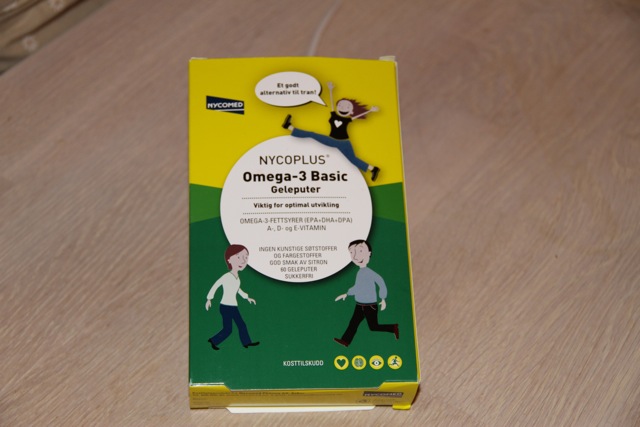 Et godt
alternativ til tran!
NYCOMED
NYCOPLUS®
Omega-3 Basic
Geleputer
Viktig for optimal utvikling
OMEGA-3-FETTSYRER (EPA+DHA+DPA)
A-, D- og E-VITAMIN
INGEN KUNSTIGE SØTSTOFFER
OG FARGESTOFFER
GOD SMAK AV SITRON
60 GELEPUTER
SUKKERFRI
KOSTTILSKUDD